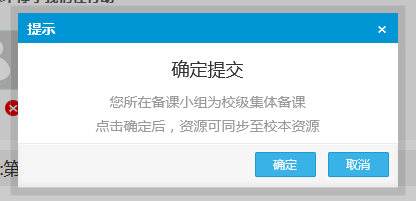 提示
×
确定提交
您所在备课小组为校级集体备课
点击确定后，资源可同步至校本资源
:第
确定
取消